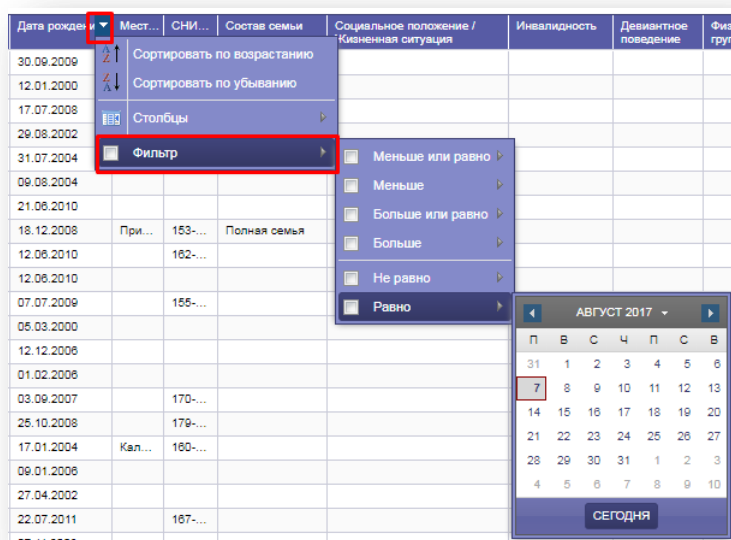 Дата рождени Мест... СНИ... Состав семьи Социальное положение / Инвалидность Девиантное Физ
Жизненная ситуация поведение груп
30.09.2009 Сортировать по возрастанию
12.01.2000 Сортировать по убыванию
17.07.2008 Столбцы
29.08.2002
31.07.2004 Фильтр Меньше или равно
09.08.2004 Меньше
21.06.2010 Больше или равно
18.12.2008 При... 153-... Полная семья
12.06.2010 162-... Больше
12.06.2010 Не равно
07.07.2009 155-... Равно АВГУСТ 2017
05.03.2000
12.12.2006 П В С Ч П С В
01.02.2006 31 1 2 3 4 5 6
03.09.2007 170-... 7 8 9 10 11 12 13
25.10.2008 179-... 14 15 16 17 18 19 20
17.01.2004 Кал... 160-... 21 22 23 24 25 26 27
09.01.2006 28 29 30 31 1 2 3
27.04.2002 4 5 6 7 8 9 10
22.07.2011 167-... СЕГОДНЯ